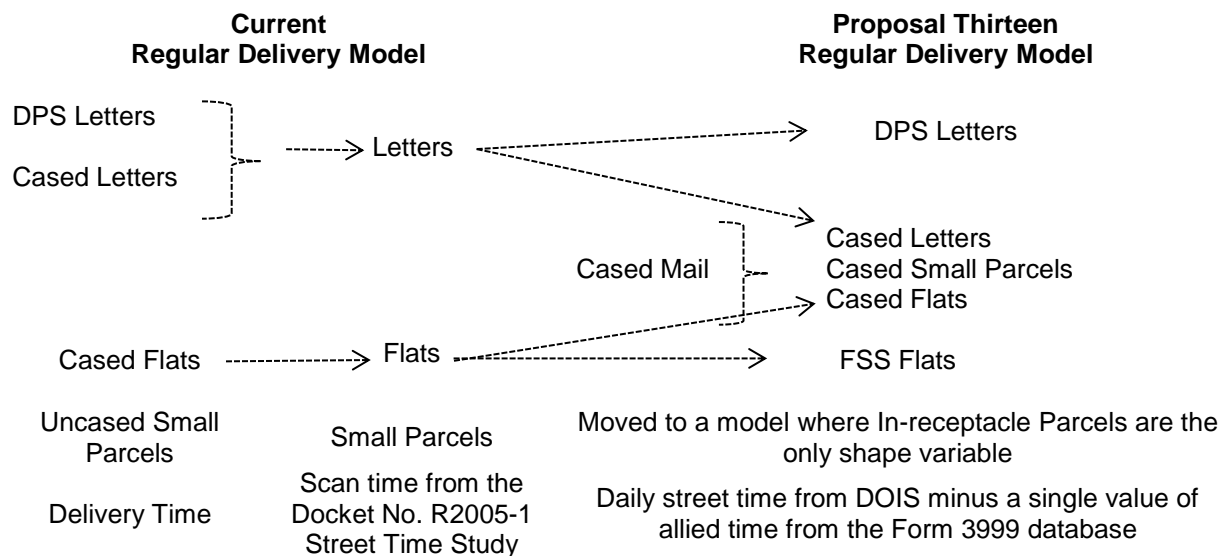 Current
Regular Delivery Model
Proposal Thirteen
Regular Delivery Model
DPS Letters
Cased Letters
Letters
DPS Letters
Cased Mail
Cased Letters
Cased Small Parcels
Cased Flats
Cased Flats
Flats
FSS Flats
Uncased Small
Parcels
Small Parcels
Moved to a model where In-receptacle Parcels are the
only shape variable
Delivery Time
Scan time from the
Docket No. R2005-1
Street Time Study
Daily street time from DOIS minus a single value of
allied time from the Form 3999 database